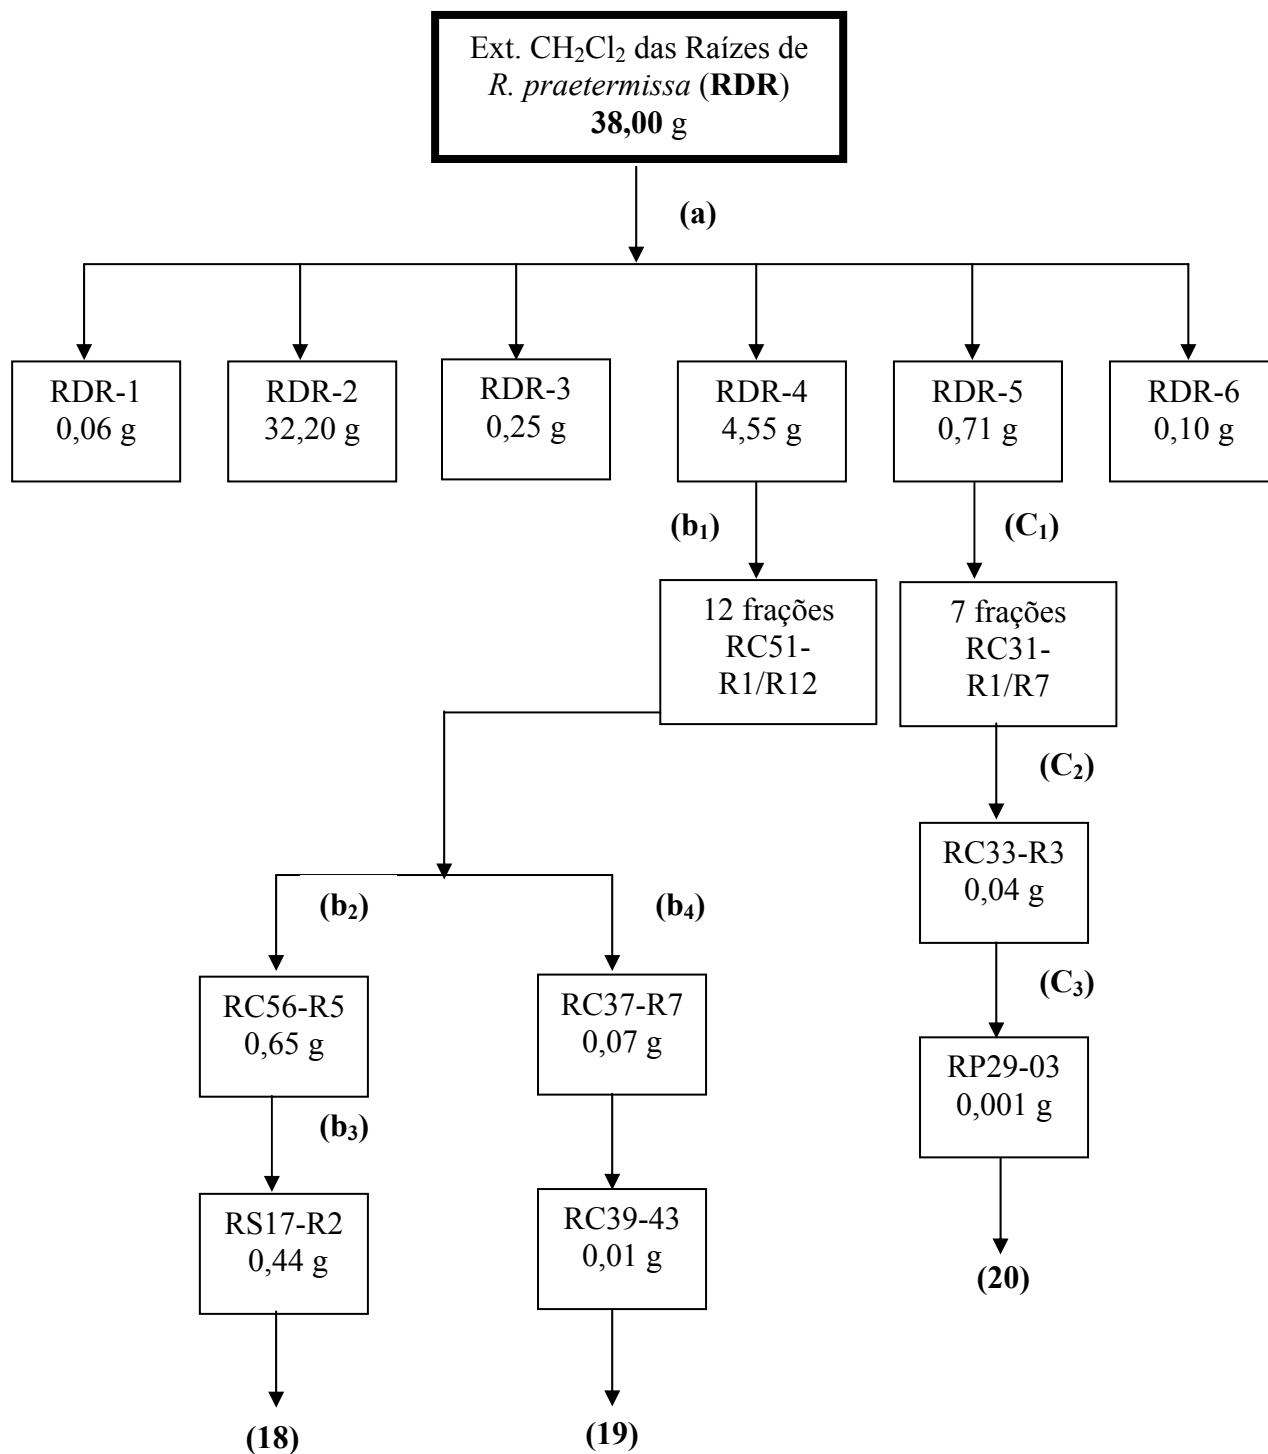 Ext. CH₂Cl₂ das Raízes de
R. praetermissa (RDR)
38,00 g
(a)
RDR-1
0,06 g
RDR-2
32,20 g
RDR-3
0,25 g
RDR-4
4,55 g
RDR-5
0,71 g
RDR-6
0,10 g
(b₁)
(C₁)
12 frações
RC51-
R1/R12
7 frações
RC31-
R1/R7
(C₂)
RC33-R3
0,04 g
(b₂)
(b₄)
(C₃)
RC56-R5
0,65 g
RC37-R7
0,07 g
RP29-03
0,001 g
(b₃)
RS17-R2
0,44 g
RC39-43
0,01 g
(20)
(18)
(19)